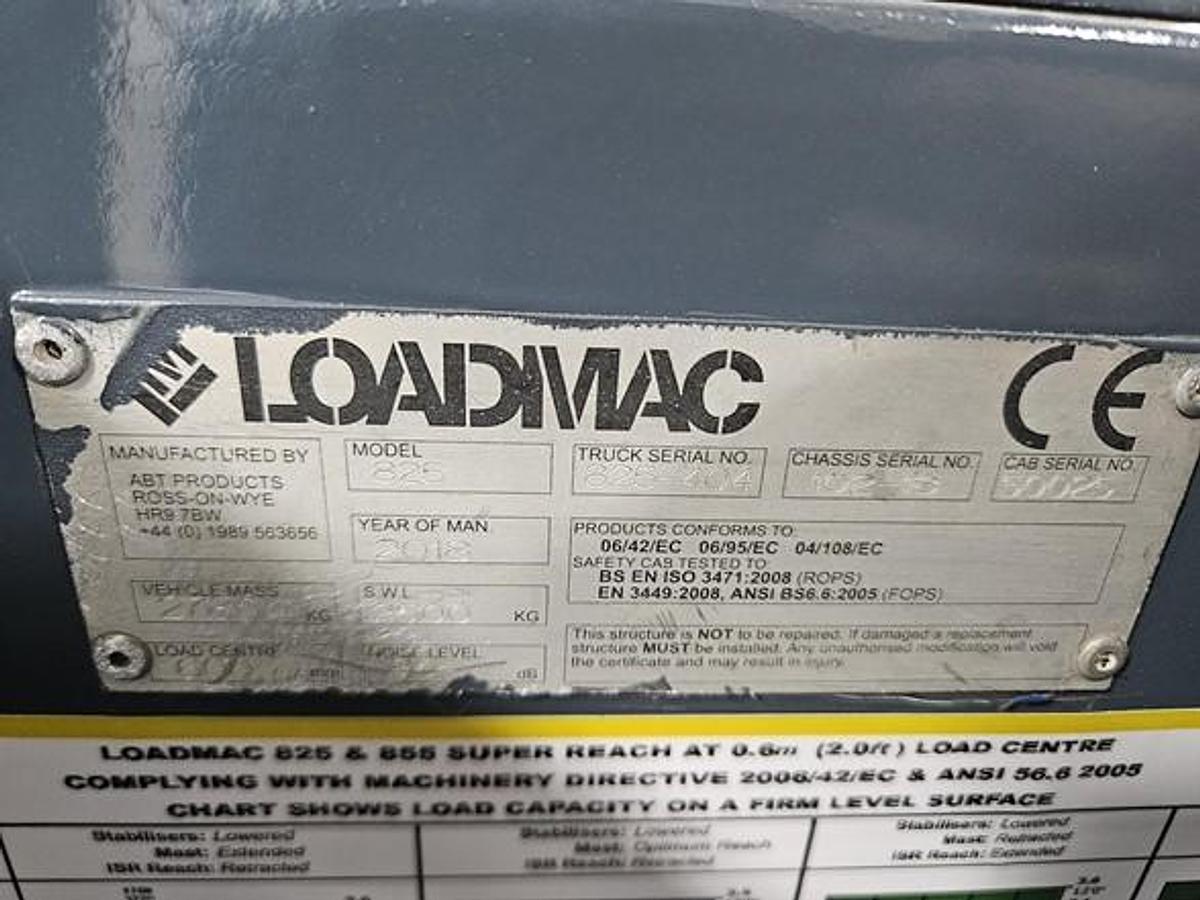 LOADMAC
CE
MANUFACTURED BY
ABT PRODUCTS
ROSS-ON-WYE
HR9 7BW
+44 (0) 1989 563656
MODEL
825
TRUCK SERIAL NO.
CHASSIS SERIAL NO.
CAB SERIAL NO.
YEAR OF MAN.
2018
PRODUCTS CONFORMS TO:
06/42/EC 06/95/EC 04/108/EC
SAFETY CAB TESTED TO:
BS EN ISO 3471:2008 (ROPS)
EN 3449:2008, ANSI BS6.6:2005 (FOPS)
VEHICLE MASS
KG
S.W.L.
KG
LOAD CENTRE
mm
NOISE LEVEL
dB
This structure is NOT to be repaired. If damaged a replacement
structure MUST be installed. Any unauthorised modification will void
the certificate and may result in injury.
LOADMAC 825 & 855 SUPER REACH AT 0.6m (2.0ft) LOAD CENTRE
COMPLYING WITH MACHINERY DIRECTIVE 2006/42/EC & ANSI 56.6 2005
CHART SHOWS LOAD CAPACITY ON A FIRM LEVEL SURFACE
Stabilisers: Lowered
Mast: Extended
ISR Reach: Retracted
Stabilisers: Lowered
Mast: Optimum Reach
ISR Reach: Retracted
Stabilisers: Lowered
Mast: Retracted
ISR Reach: Extended